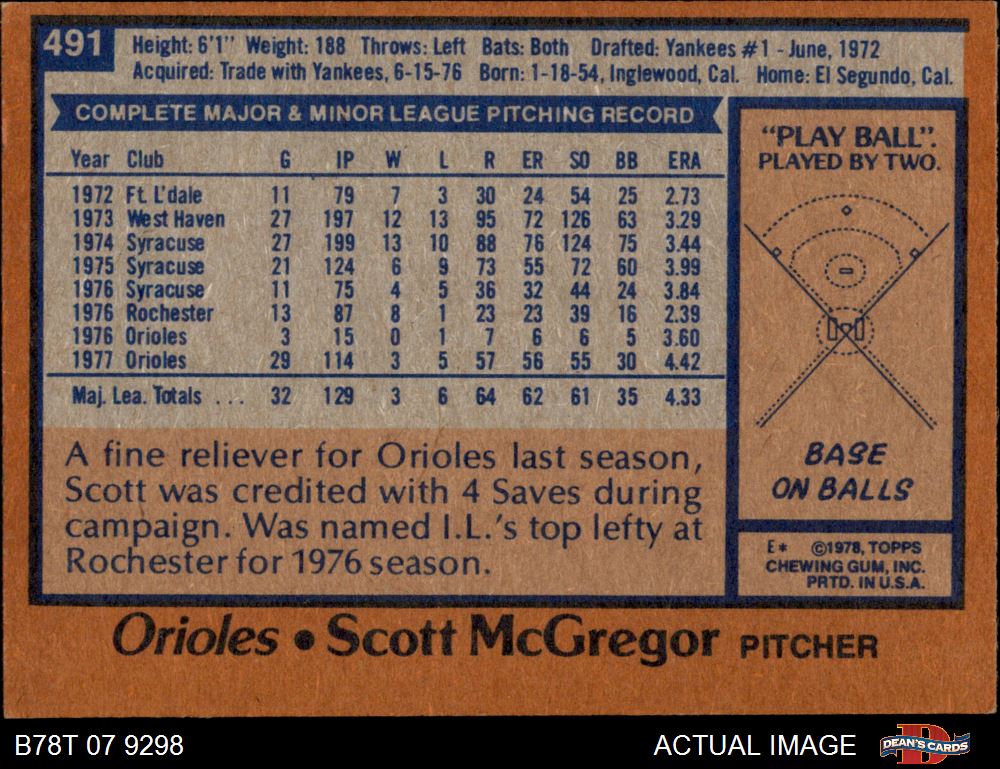 491
Height: 6'1" Weight: 188 Throws: Left Bats: Both Drafted: Yankees #1 - June, 1972
Acquired: Trade with Yankees, 6-15-76 Born: 1-18-54, Inglewood, Cal. Home: El Segundo, Cal.
COMPLETE MAJOR & MINOR LEAGUE PITCHING RECORD
Year Club G IP W L R ER SO BB ERA
1972 Ft. L'dale 11 79 7 3 30 24 54 25 2.73
1973 West Haven 27 197 12 13 95 72 126 63 3.29
1974 Syracuse 27 199 13 10 88 76 124 75 3.44
1975 Syracuse 21 124 6 9 73 55 72 60 3.99
1976 Syracuse 11 75 4 5 36 32 44 24 3.84
1976 Rochester 13 87 8 1 23 23 39 16 2.39
1976 Orioles 3 15 0 1 7 6 6 5 3.60
1977 Orioles 29 114 3 5 57 56 55 30 4.42
Maj. Lea. Totals ... 32 129 3 6 64 62 61 35 4.33
A fine reliever for Orioles last season,
Scott was credited with 4 Saves during
campaign. Was named I.L.'s top lefty at
Rochester for 1976 season.
"PLAY BALL".
PLAYED BY TWO.
BASE
ON BALLS
E* ©1978, TOPPS
CHEWING GUM, INC.
PRTD. IN U.S.A.
Orioles • Scott McGregor PITCHER
B78T 07 9298
ACTUAL IMAGE
DEAN'S CARDS